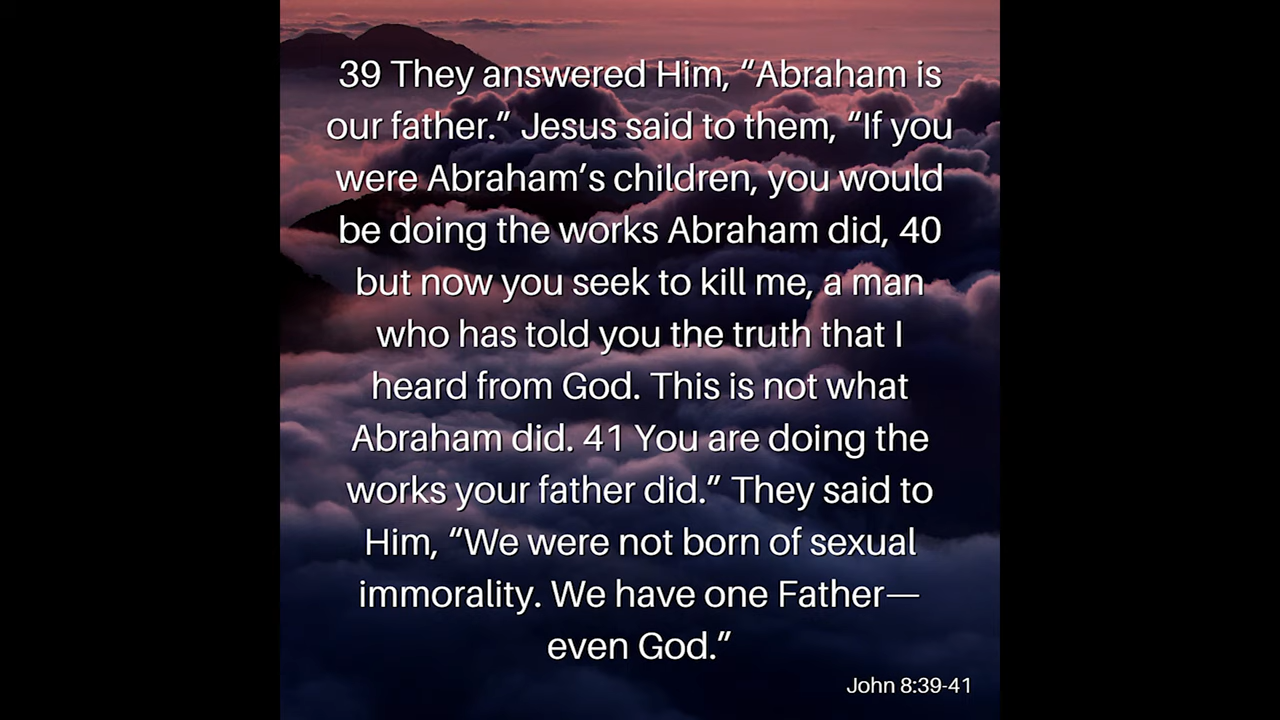 39 They answered Him, “Abraham is
our father.” Jesus said to them, “If you
were Abraham’s children, you would
be doing the works Abraham did, 40
but now you seek to kill me, a man
who has told you the truth that I
heard from God. This is not what
Abraham did. 41 You are doing the
works your father did.” They said to
Him, “We were not born of sexual
immorality. We have one Father—
even God.”
John 8:39-41